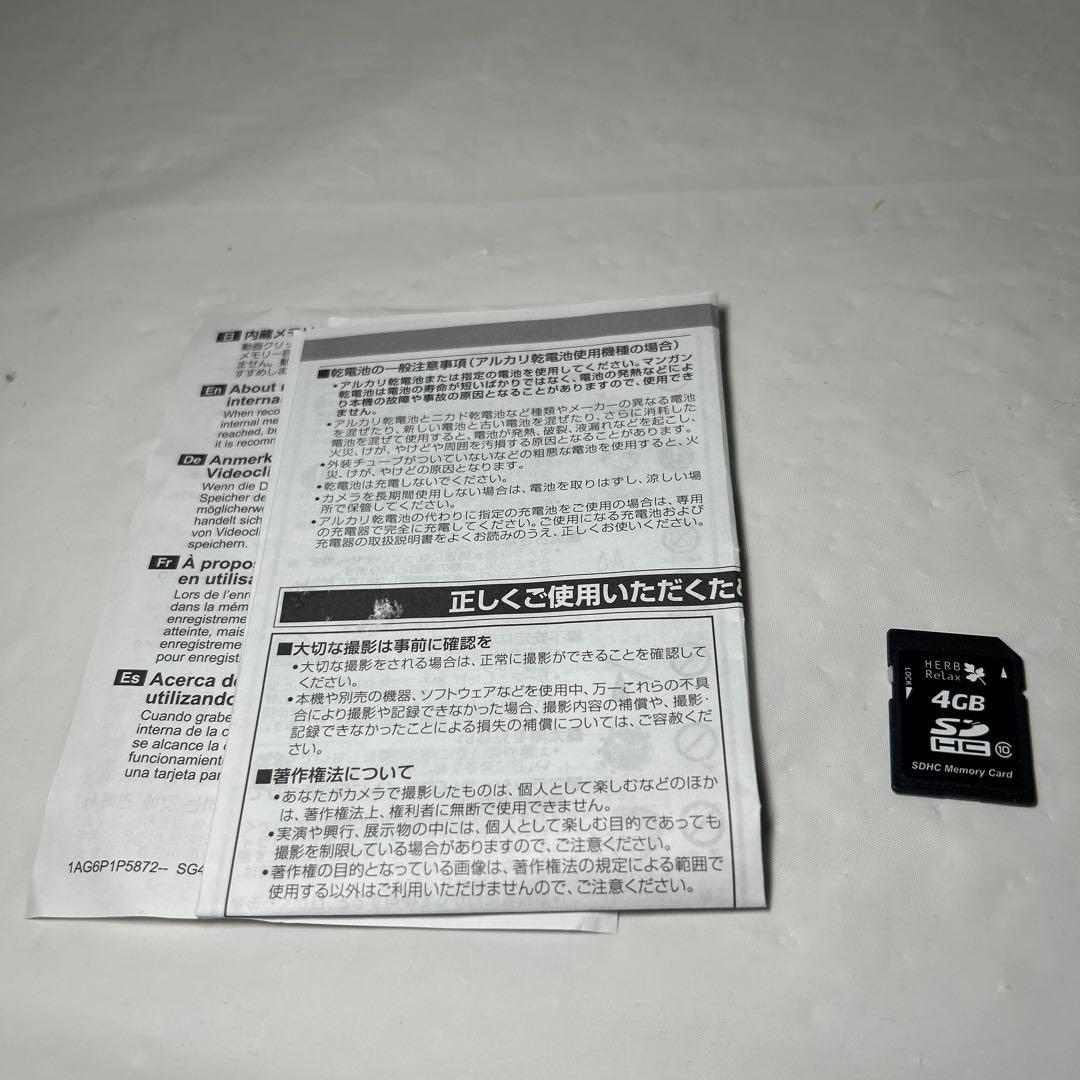 内蔵メモリ
動画クリッ
メモリー
ません。
すすめしま
En About
interna
When reco
internal me
reached, bu
it is recomm
De Anmerk
Videocli
Wenn die D
Speicher de
möglicherwe
handelt sich
von Videocli
speichern.
Fr À propos
en utilisa
Lors de l'enr
dans la mém
enregistreme
atteinte, mais
enregistreme
pour enregist
Es Acerca de
utilizando
Cuando grabe
interna de la c
se alcance la
funcionamient
una tarjeta par
1AG6P1P5872-- SG4
■乾電池の一般注意事項(アルカリ乾電池使用機種の場合)
•アルカリ乾電池または指定の電池を使用してください。マンガン
乾電池は電池の寿命が短いばかりではなく、電池の発熱などによ
り本機の故障や事故の原因となることがありますので、使用でき
ません。
•アルカリ乾電池とニカド乾電池など種類やメーカーの異なる電池
を混ぜたり、新しい電池と古い電池を混ぜたり、さらに消耗した
電池を混ぜて使用すると、電池が発熱、破裂、液漏れなどを起こし、
火災、けが、やけどや周囲を汚損する原因となることがあります。
•外装チューブがついていないなどの粗悪な電池を使用すると、火
災、けが、やけどの原因となります。
•乾電池は充電しないでください。
•カメラを長期間使用しない場合は、電池を取りはずし、涼しい場
所で保管してください。
•アルカリ乾電池の代わりに指定の充電池をご使用の場合は、専用
の充電器で完全に充電してください。ご使用になる充電池および
充電器の取扱説明書をよくお読みのうえ、正しくお使いください。
正しくご使用いただくため
■大切な撮影は事前に確認を
•大切な撮影をされる場合は、正常に撮影ができることを確認して
ください。
•本機や別売の機器、ソフトウェアなどを使用中、万一これらの不具
合により撮影や記録できなかった場合、撮影内容の補償や、撮影・
記録できなかったことによる損失の補償については、ご容赦くだ
さい。
■著作権法について
•あなたがカメラで撮影したものは、個人として楽しむなどのほか
は、著作権法上、権利者に無断で使用できません。
•実演や興行、展示物の中には、個人として楽しむ目的であっても
撮影を制限している場合がありますので、ご注意ください。
•著作権の目的となっている画像は、著作権法の規定による範囲で
使用する以外はご利用いただけませんので、ご注意ください。
LOCK
HERB
Relax
4GB
SD
HC 10
SDHC Memory Card